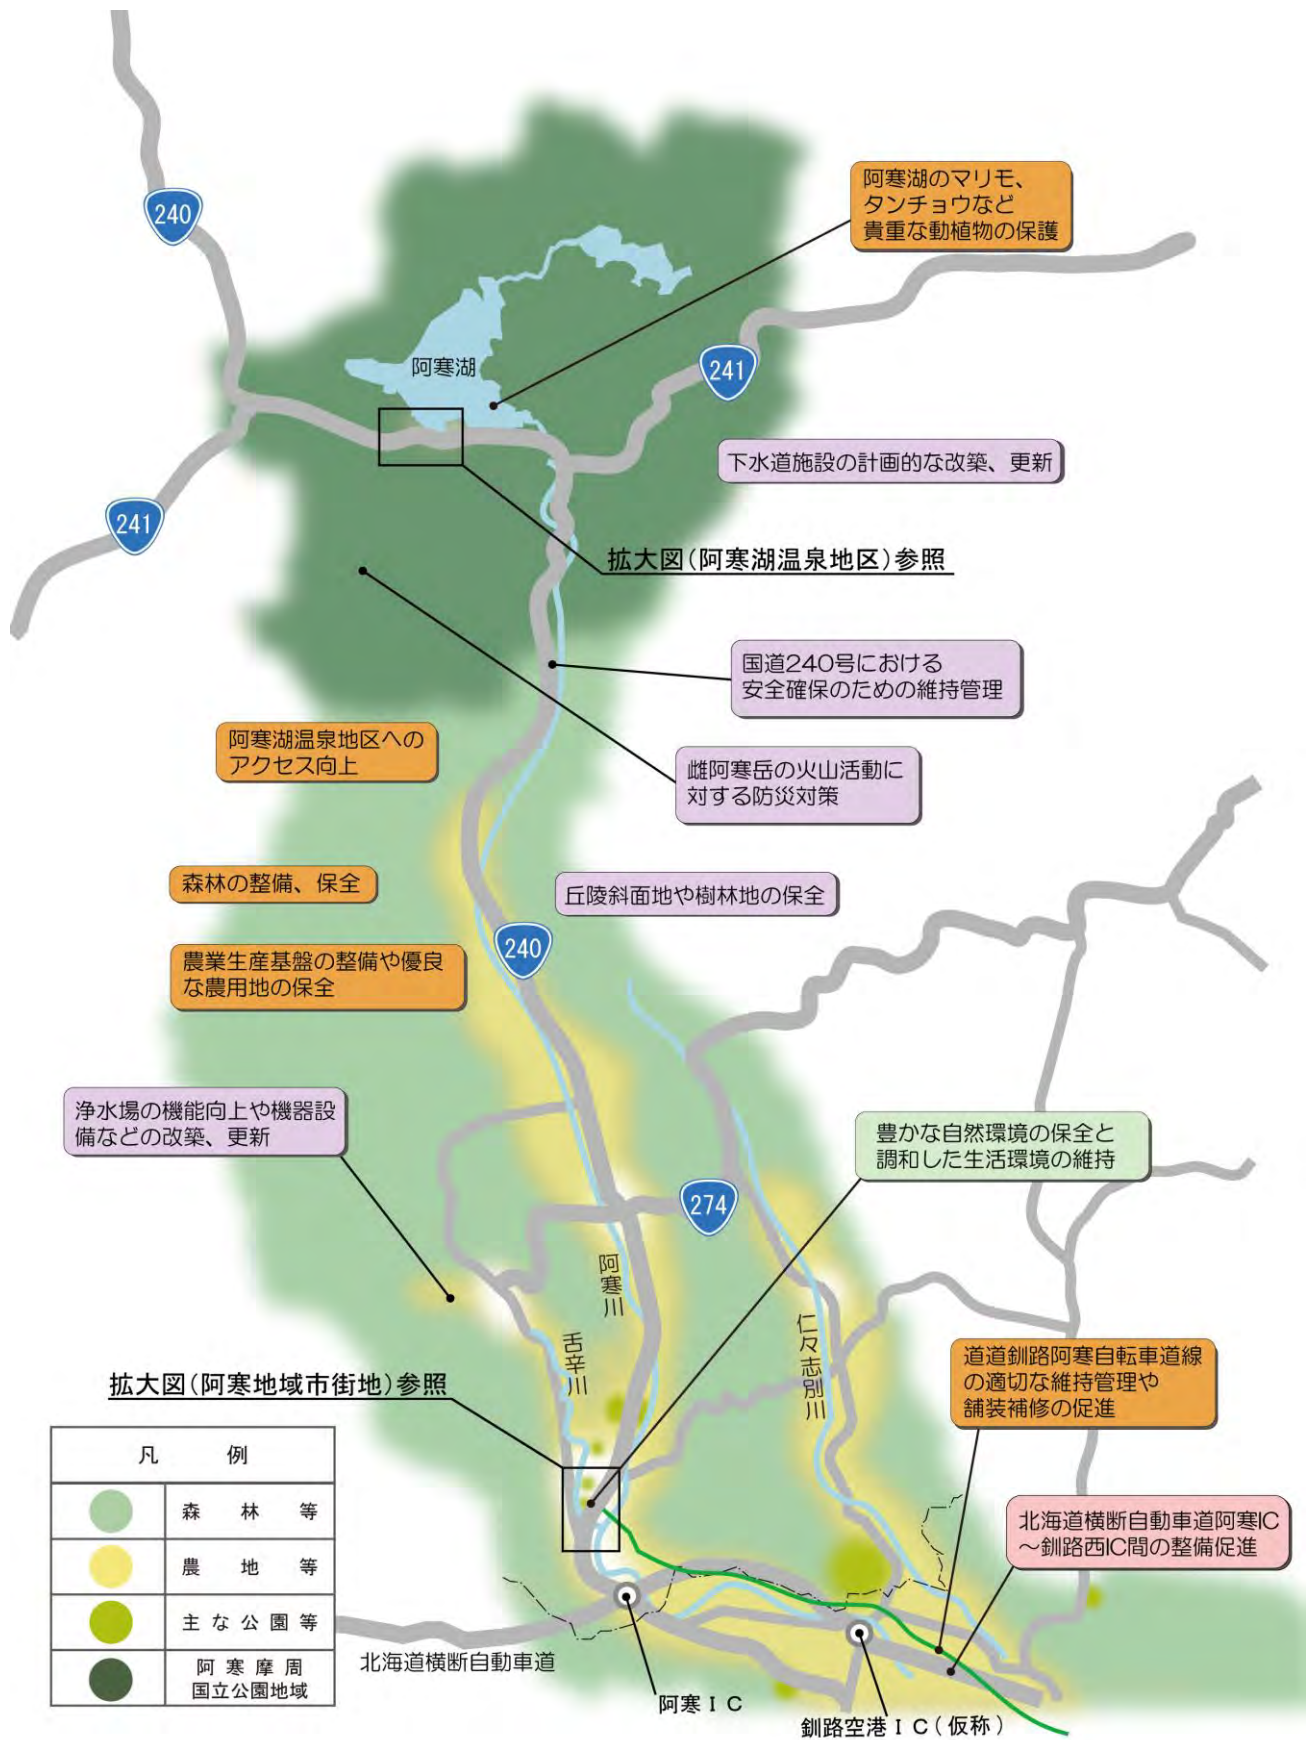 240
阿寒湖のマリモ、
タンチョウなど
貴重な動植物の保護
阿寒湖
241
下水道施設の計画的な改築、更新
241
拡大図(阿寒湖温泉地区)参照
国道240号における
安全確保のための維持管理
阿寒湖温泉地区への
アクセス向上
雌阿寒岳の火山活動に
対する防災対策
森林の整備、保全
丘陵斜面地や樹林地の保全
240
農業生産基盤の整備や優良
な農用地の保全
浄水場の機能向上や機器設
備などの改築、更新
豊かな自然環境の保全と
調和した生活環境の維持
274
阿寒川
舌辛川
仁々志別川
道道釧路阿寒自転車道線
の適切な維持管理や
舗装補修の促進
拡大図(阿寒地域市街地)参照
凡 例
森林等
農地等
主な公園等
阿寒摩周
国立公園地域
北海道横断自動車道阿寒IC
～釧路西IC間の整備促進
北海道横断自動車道
阿寒IC
釧路空港IC(仮称)